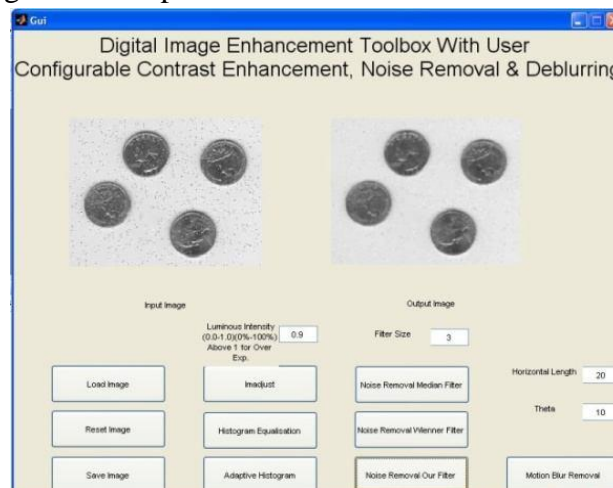 Gui
Digital Image Enhancement Toolbox With User
Configurable Contrast Enhancement, Noise Removal & Deblurring
Input Image
Output Image
Luminous Intensity
(0.0-1.0)(0%-100%)
Above 1 for Over
Exp.
0.9
Filter Size
3
Horizontal Length
20
Theta
10
Load Image
Imadjust
Noise Removal Median Filter
Reset Image
Histogram Equalisation
Noise Removal Wienner Filter
Save Image
Adaptive Histogram
Noise Removal Our Filter
Motion Blur Removal